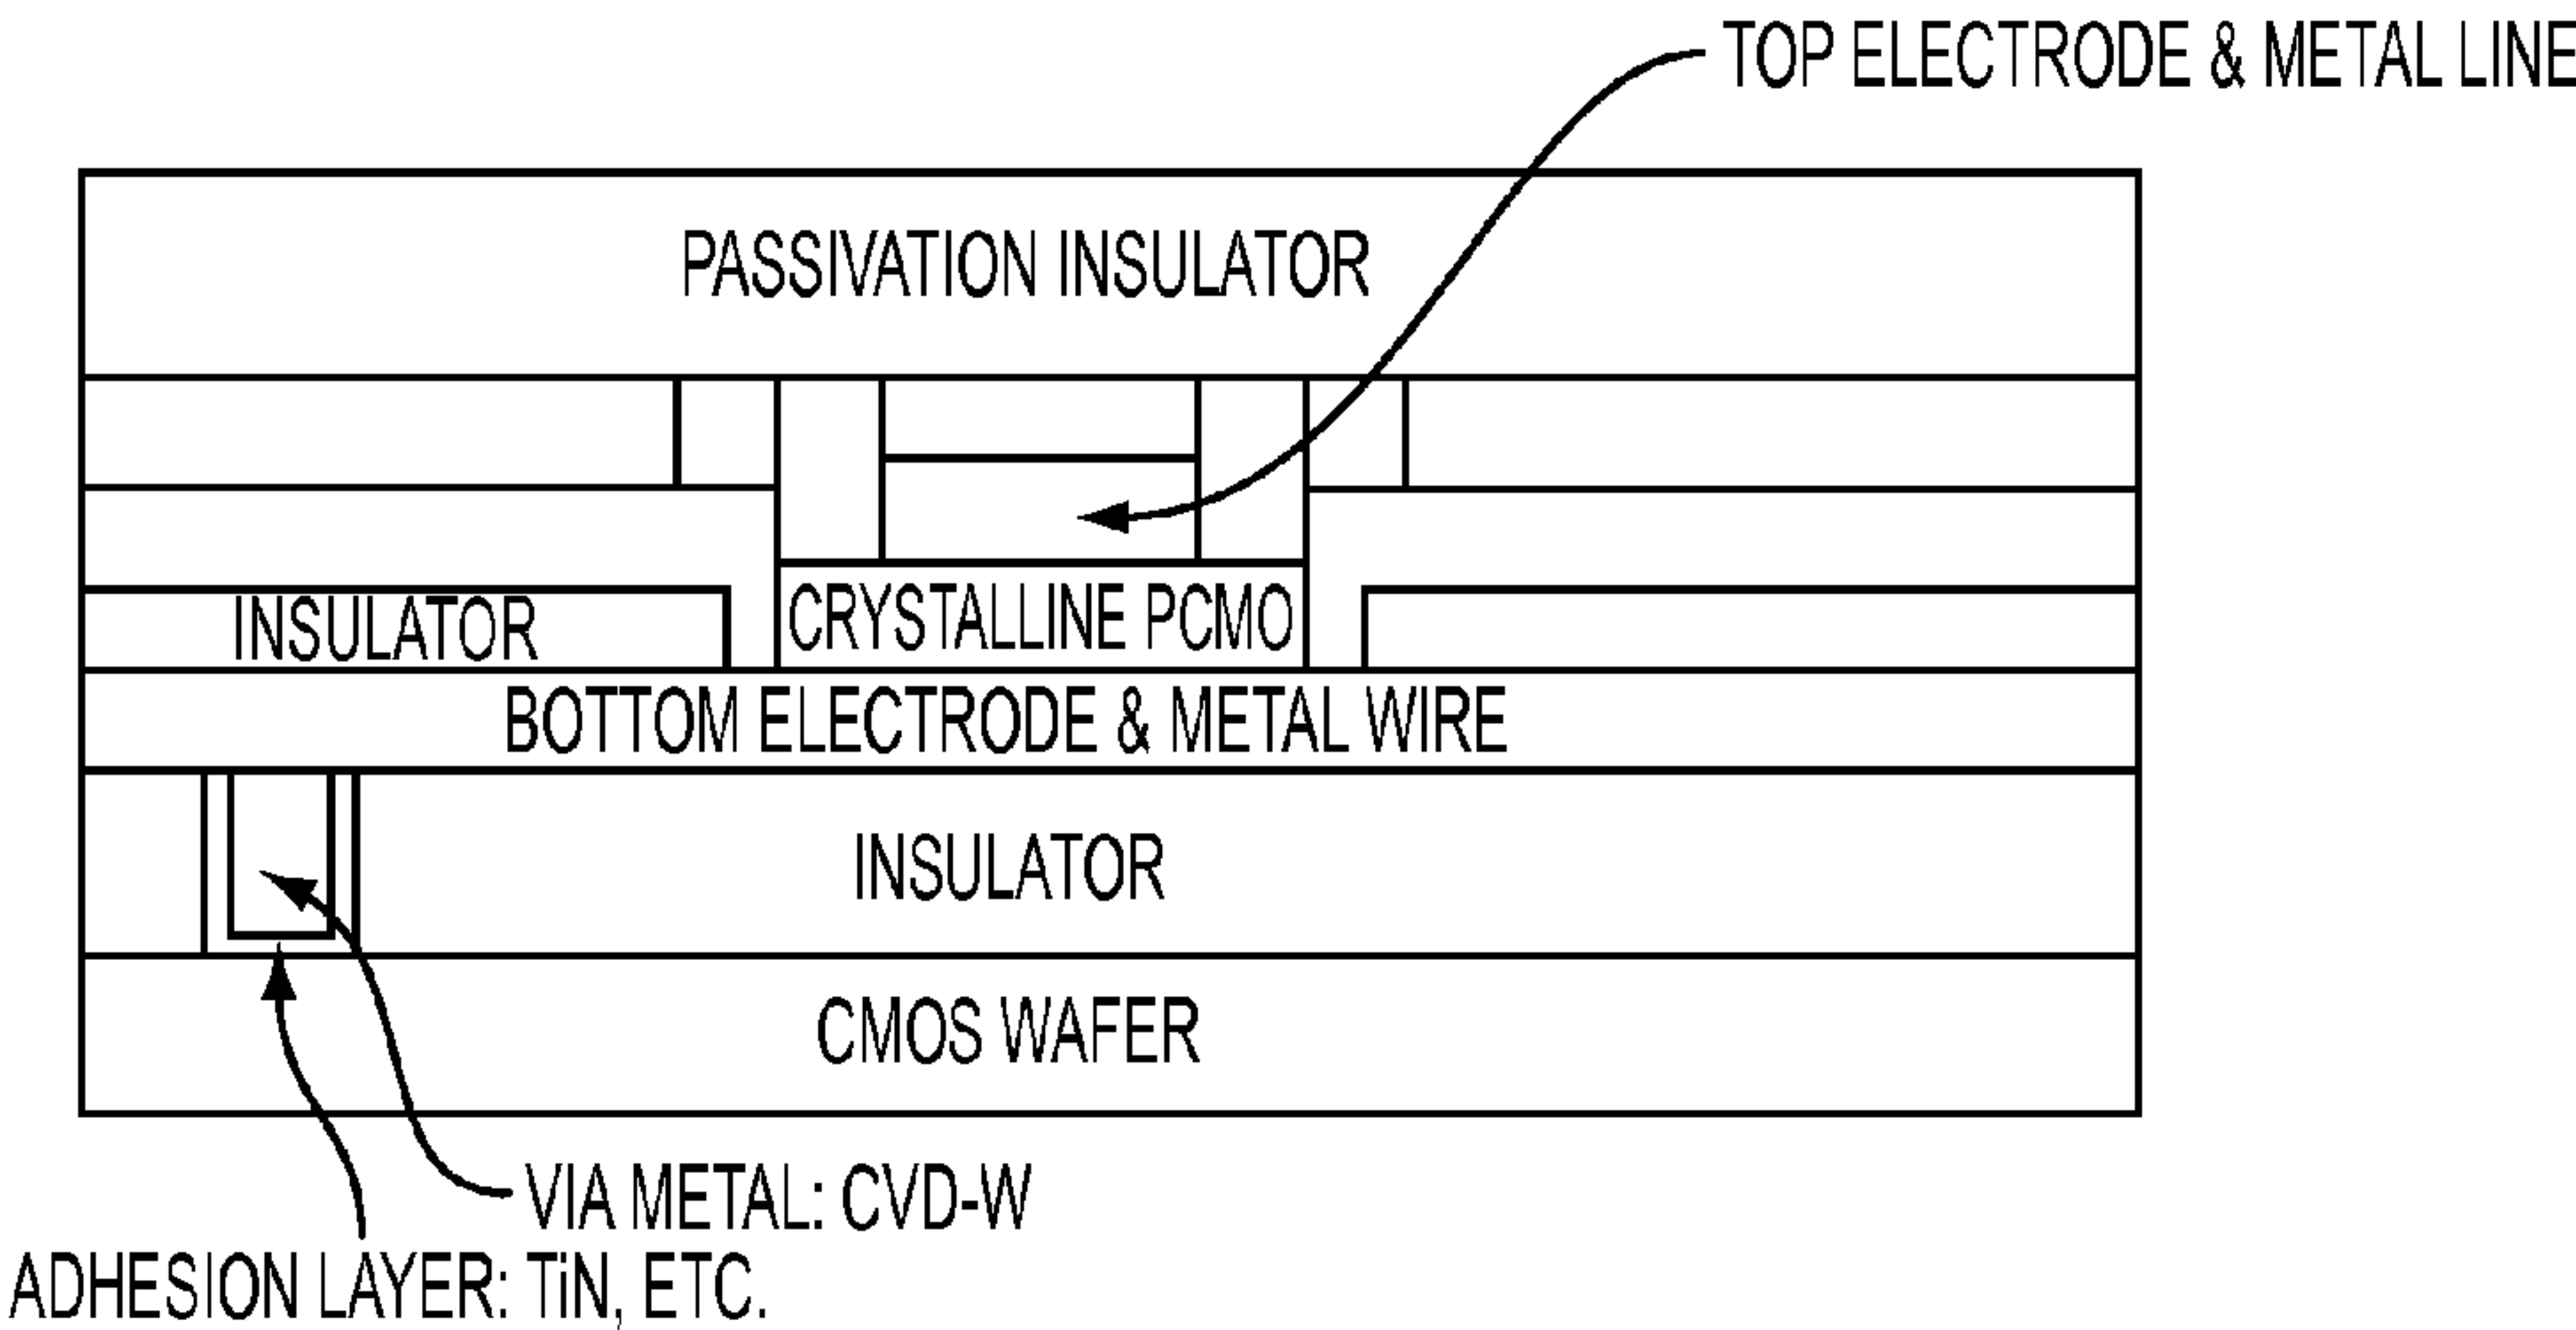 TOP ELECTRODE & METAL LINE
PASSIVATION INSULATOR
INSULATOR
CRYSTALLINE PCMO
BOTTOM ELECTRODE & METAL WIRE
INSULATOR
CMOS WAFER
VIA METAL: CVD-W
ADHESION LAYER: TiN, ETC.